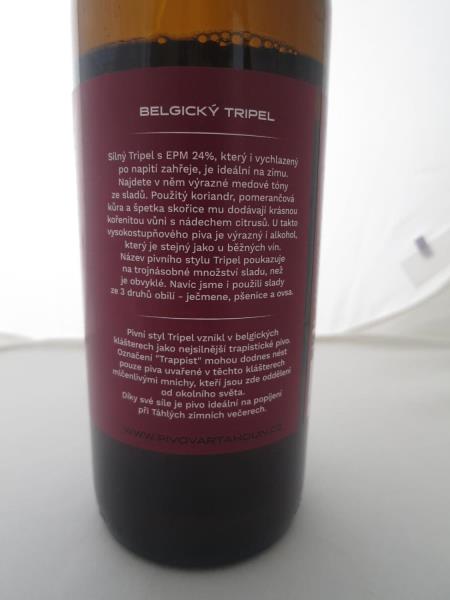 BELGICKÝ TRIPEL
Silný Tripel s EPM 24%, který i vychlazený
po napití zahřeje, je ideální na zimu.
Najdete v něm výrazné medové tóny
ze sladů. Použitý koriandr, pomerančová
kůra a špetka skořice mu dodávají krásnou
kořenitou vůni s nádechem citrusů. U takto
vysokostupňového piva je výrazný i alkohol,
který je stejný jako u běžných vín.
Název pivního stylu Tripel poukazuje
na trojnásobné množství sladu, než
je obvyklé. Navíc jsme i použili slady
ze 3 druhů obilí - ječmene, pšenice a ovsa.
Pivní styl Tripel vznikl v belgických
klášterech jako nejsilnější trapistické pivo.
Označení "Trappist" mohou dodnes nést
pouze piva uvařené v těchto klášterech
mlčenlivými mnichy, kteří jsou zde oddělení
od okolního světa.
Díky své síle je pivo ideální na popíjení
při Táhlých zimních večerech.
WWW.PIVOVARTAHOUN.CZ